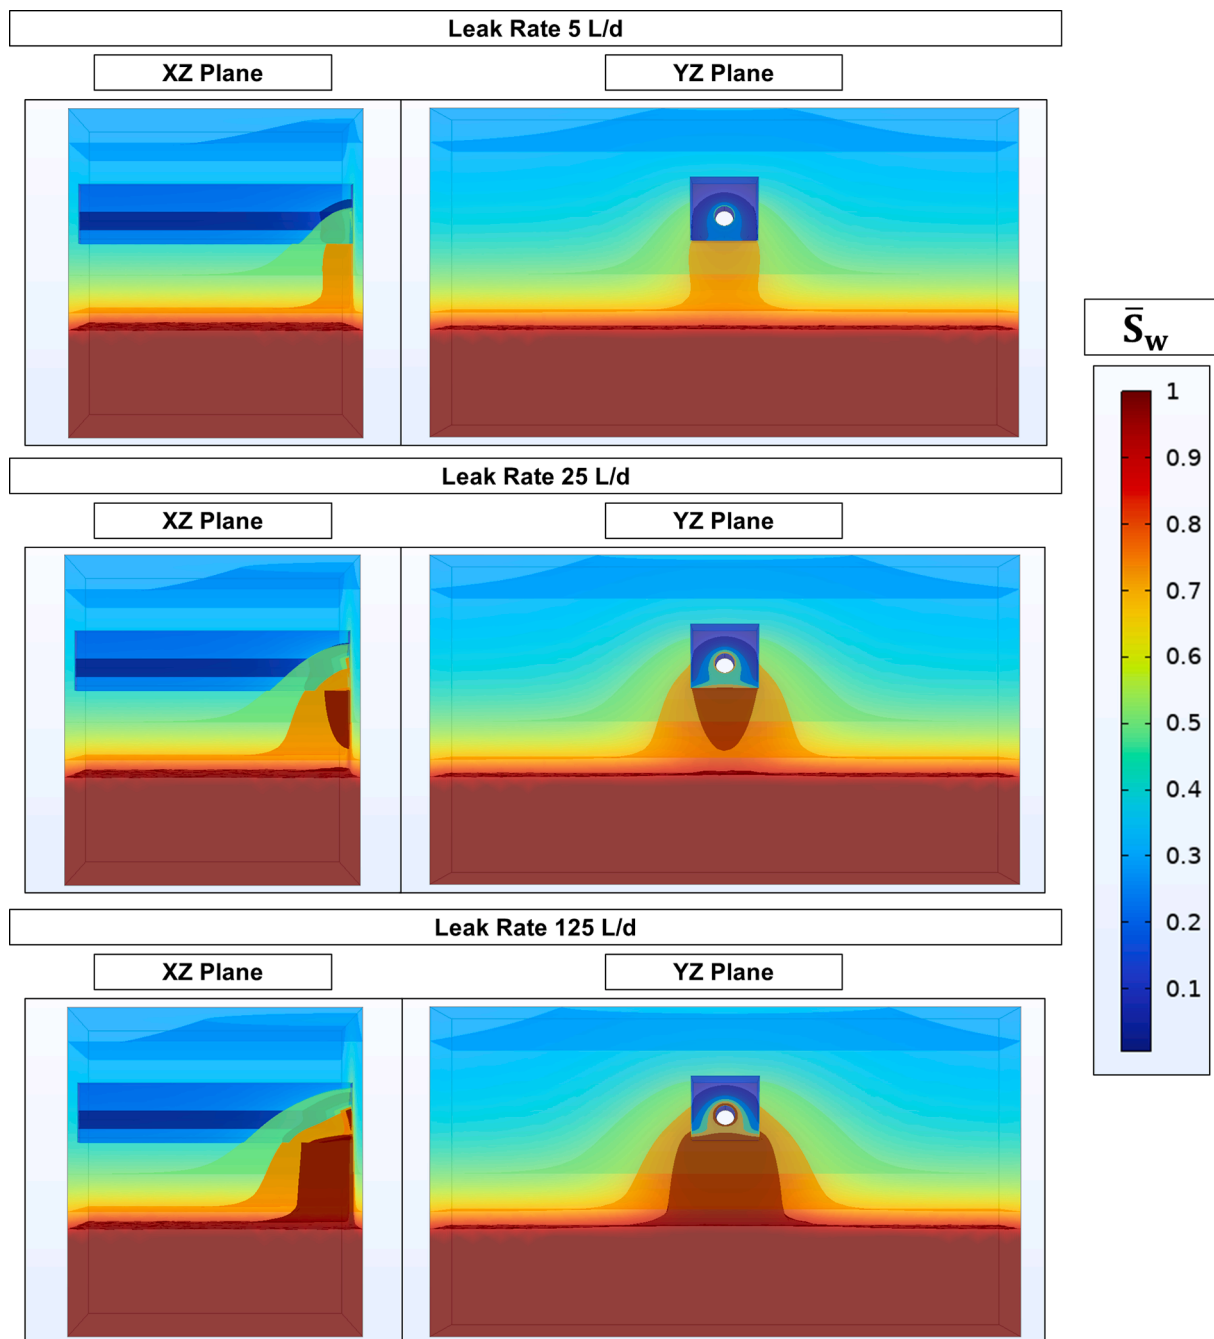 Leak Rate 5 L/d
XZ Plane
YZ Plane
Leak Rate 25 L/d
XZ Plane
YZ Plane
Leak Rate 125 L/d
XZ Plane
YZ Plane
S̄w
1
0.9
0.8
0.7
0.6
0.5
0.4
0.3
0.2
0.1